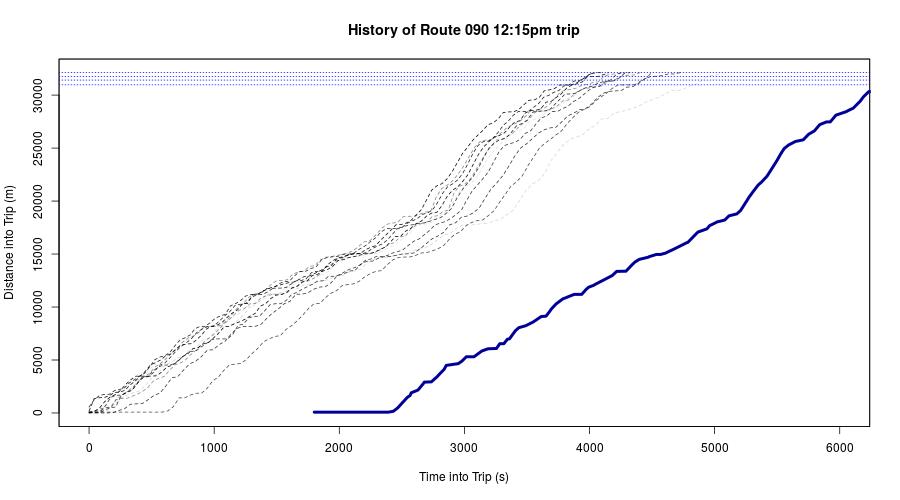 History of Route 090 12:15pm trip
Distance into Trip (m)
30000
25000
20000
15000
10000
5000
0
0 1000 2000 3000 4000 5000 6000
Time into Trip (s)